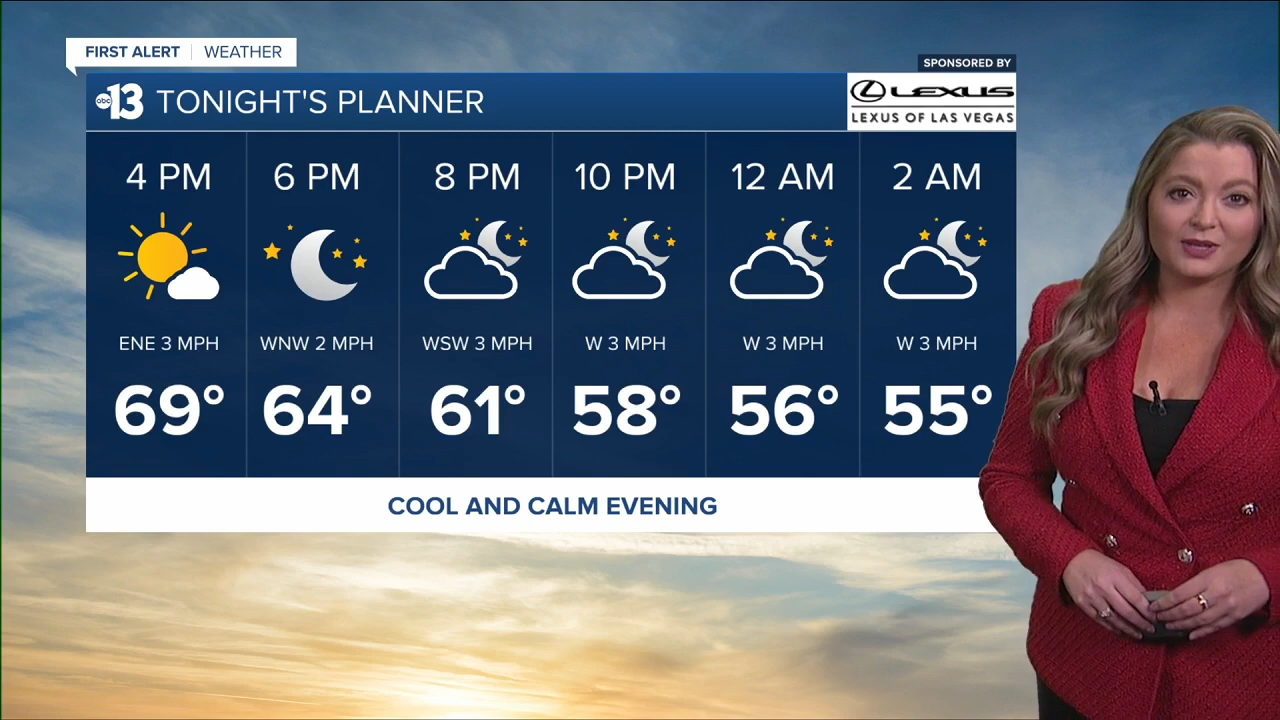 FIRST ALERT | WEATHER
SPONSORED BY
abc 13 TONIGHT'S PLANNER
LEXUS
LEXUS OF LAS VEGAS
4 PM 6 PM 8 PM 10 PM 12 AM 2 AM
ENE 3 MPH WNW 2 MPH WSW 3 MPH W 3 MPH W 3 MPH W 3 MPH
69° 64° 61° 58° 56° 55°
COOL AND CALM EVENING